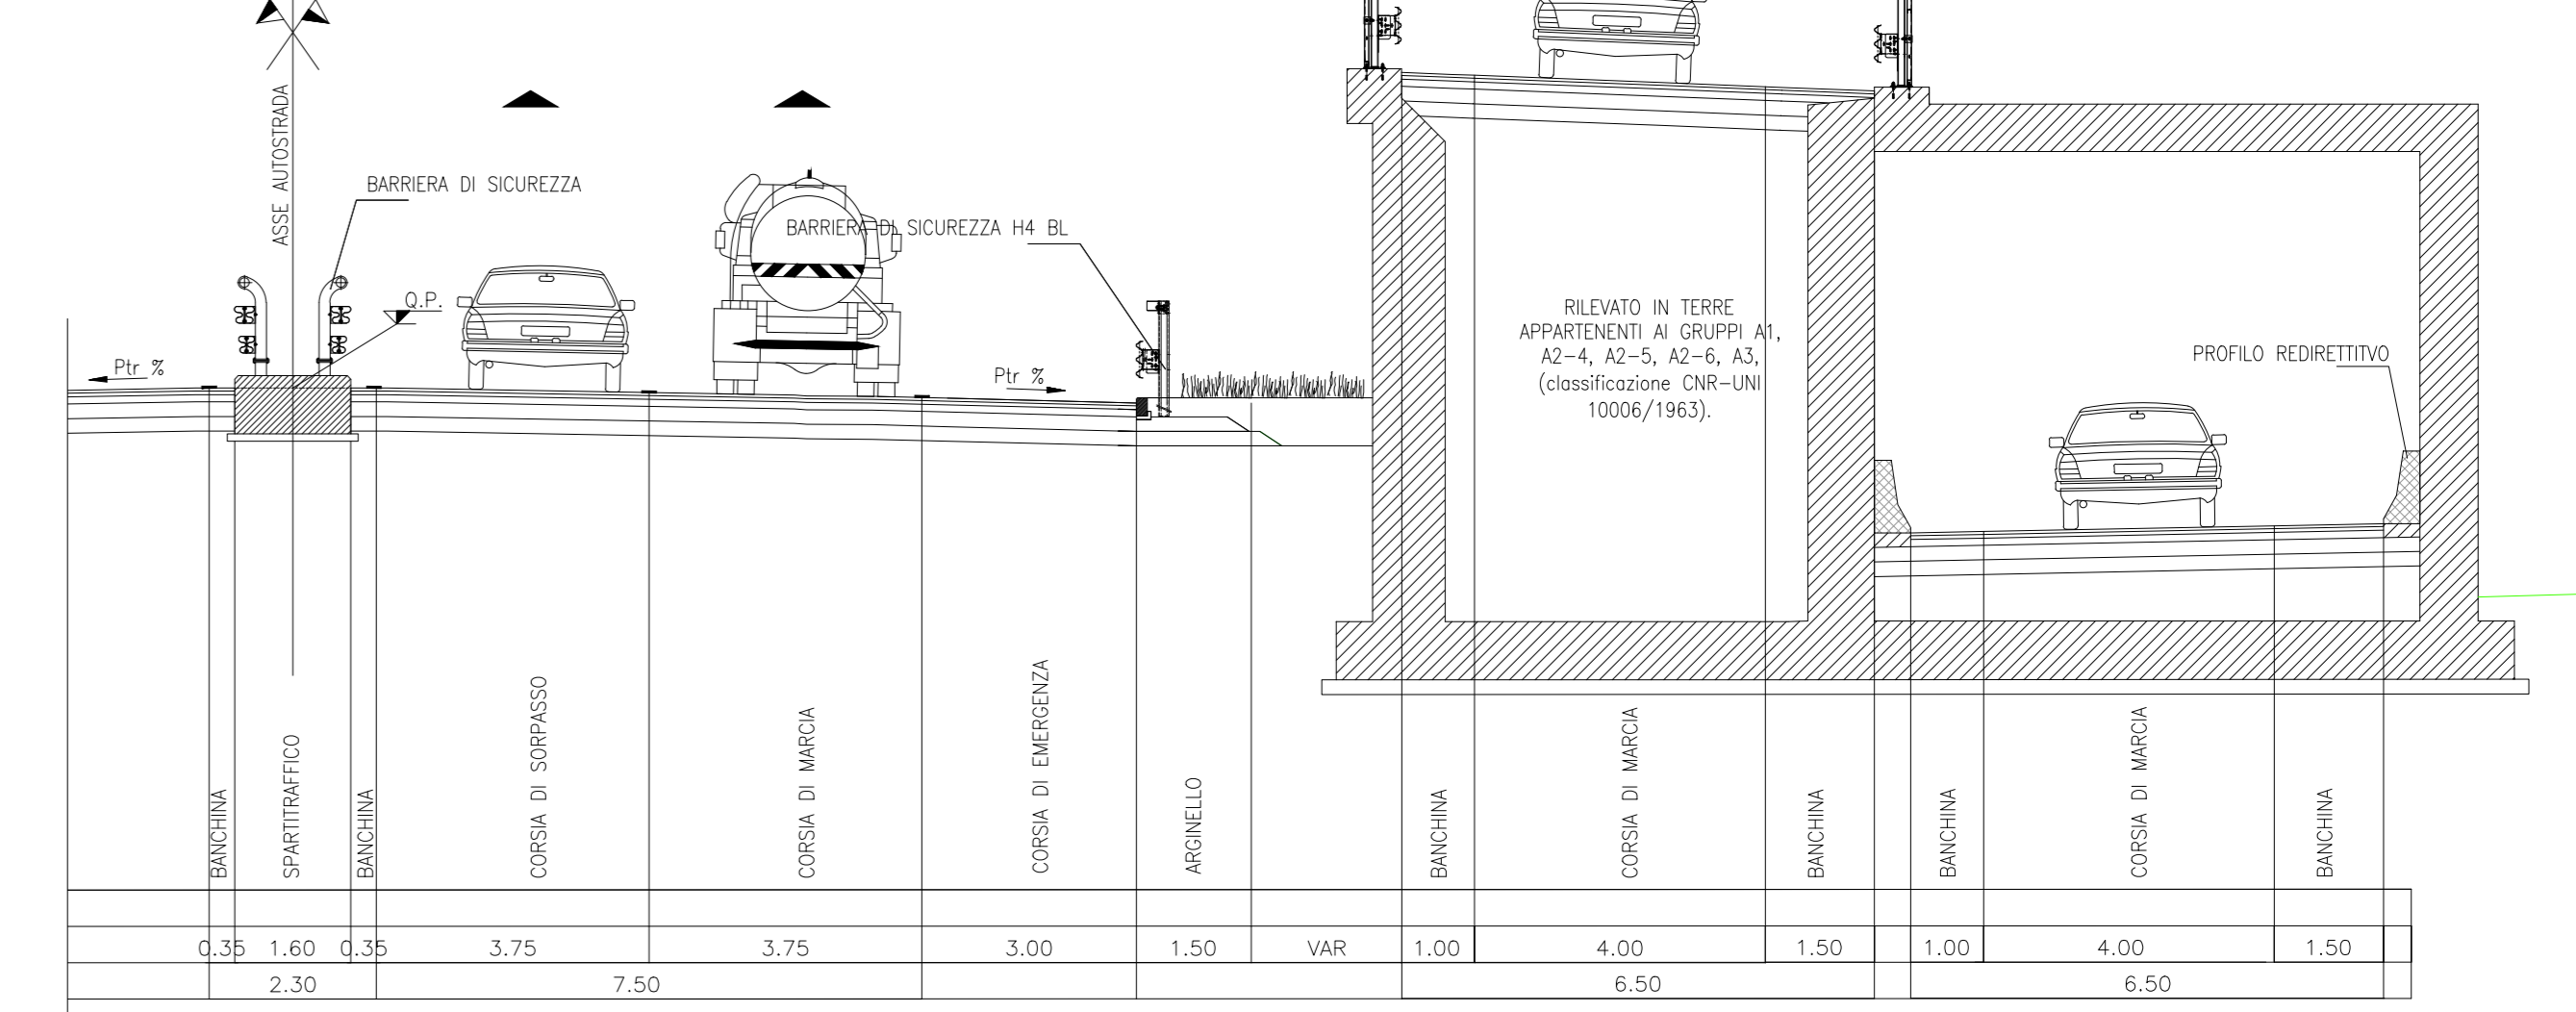 ASSE AUTOSTRADA
BARRIERA DI SICUREZZA
BARRIERA DI SICUREZZA H4 BL
Q.P.
Ptr %
Ptr %
RILEVATO IN TERRE
APPARTENENTI AI GRUPPI A1,
A2-4, A2-5, A2-6, A3,
(classificazione CNR-UNI
10006/1963).
PROFILO REDIRETTITVO
BANCHINA
SPARTITRAFFICO
BANCHINA
CORSIA DI SORPASSO
CORSIA DI MARCIA
CORSIA DI EMERGENZA
ARGINELLO
BANCHINA
CORSIA DI MARCIA
BANCHINA
BANCHINA
CORSIA DI MARCIA
BANCHINA
0.35 1.60 0.35 3.75 3.75 3.00 1.50 VAR 1.00 4.00 1.50 1.00 4.00 1.50
2.30 7.50 6.50 6.50